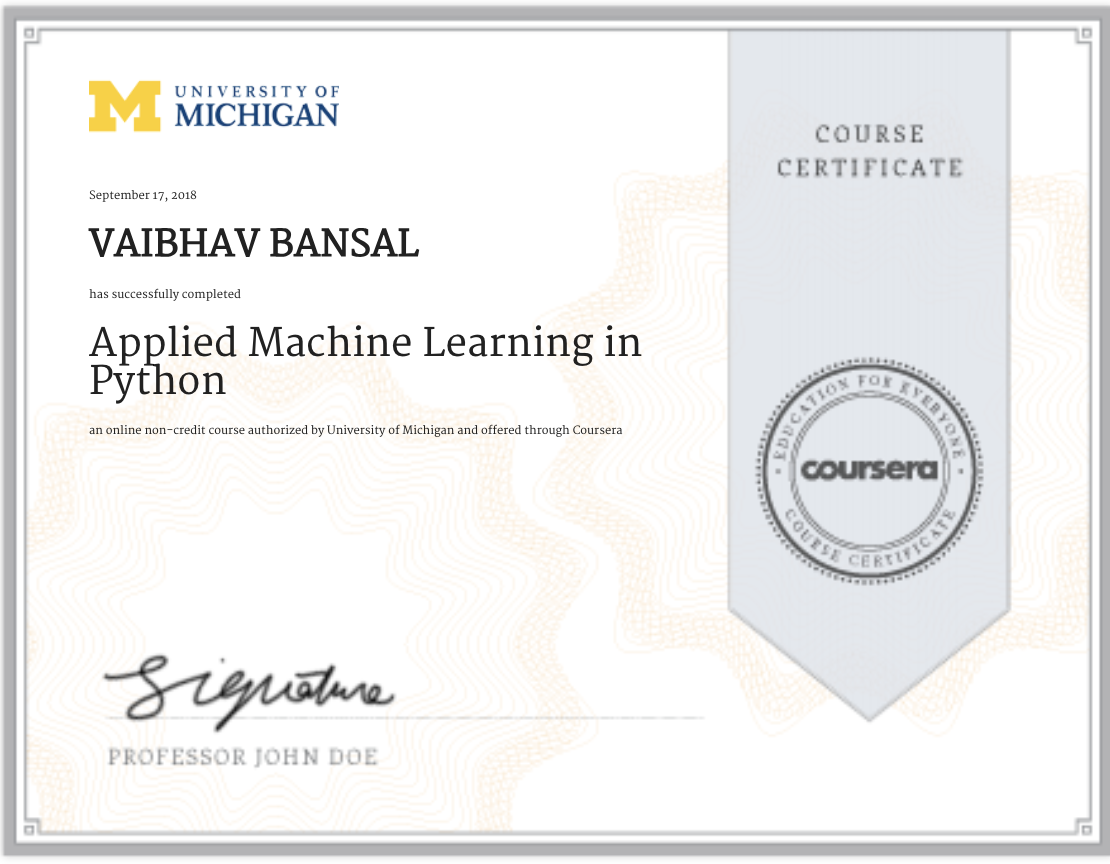 M UNIVERSITY OF
MICHIGAN
September 17, 2018
VAIBHAV BANSAL
has successfully completed
Applied Machine Learning in
Python
an online non-credit course authorized by University of Michigan and offered through Coursera
Signature
PROFESSOR JOHN DOE
COURSE
CERTIFICATE
EDUCATION FOR EVERYONE
coursera
COURSE CERTIFICATE